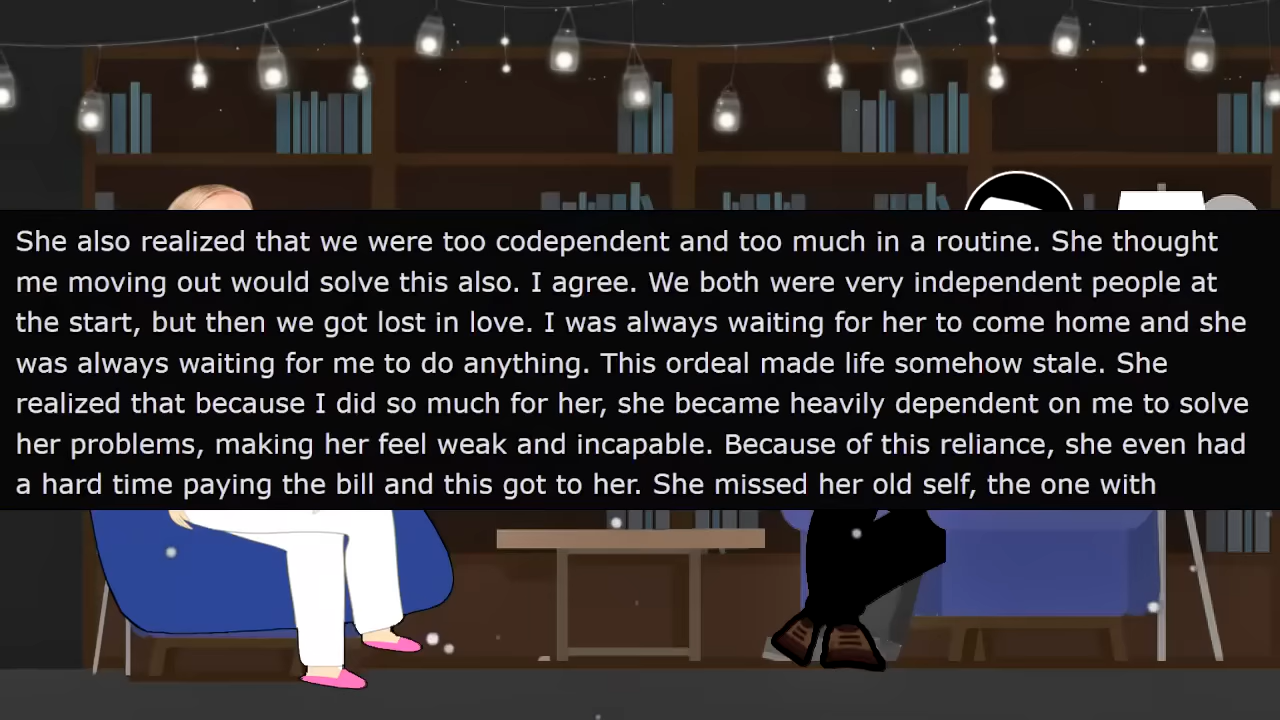 She also realized that we were too codependent and too much in a routine. She thought
me moving out would solve this also. I agree. We both were very independent people at
the start, but then we got lost in love. I was always waiting for her to come home and she
was always waiting for me to do anything. This ordeal made life somehow stale. She
realized that because I did so much for her, she became heavily dependent on me to solve
her problems, making her feel weak and incapable. Because of this reliance, she even had
a hard time paying the bill and this got to her. She missed her old self, the one with